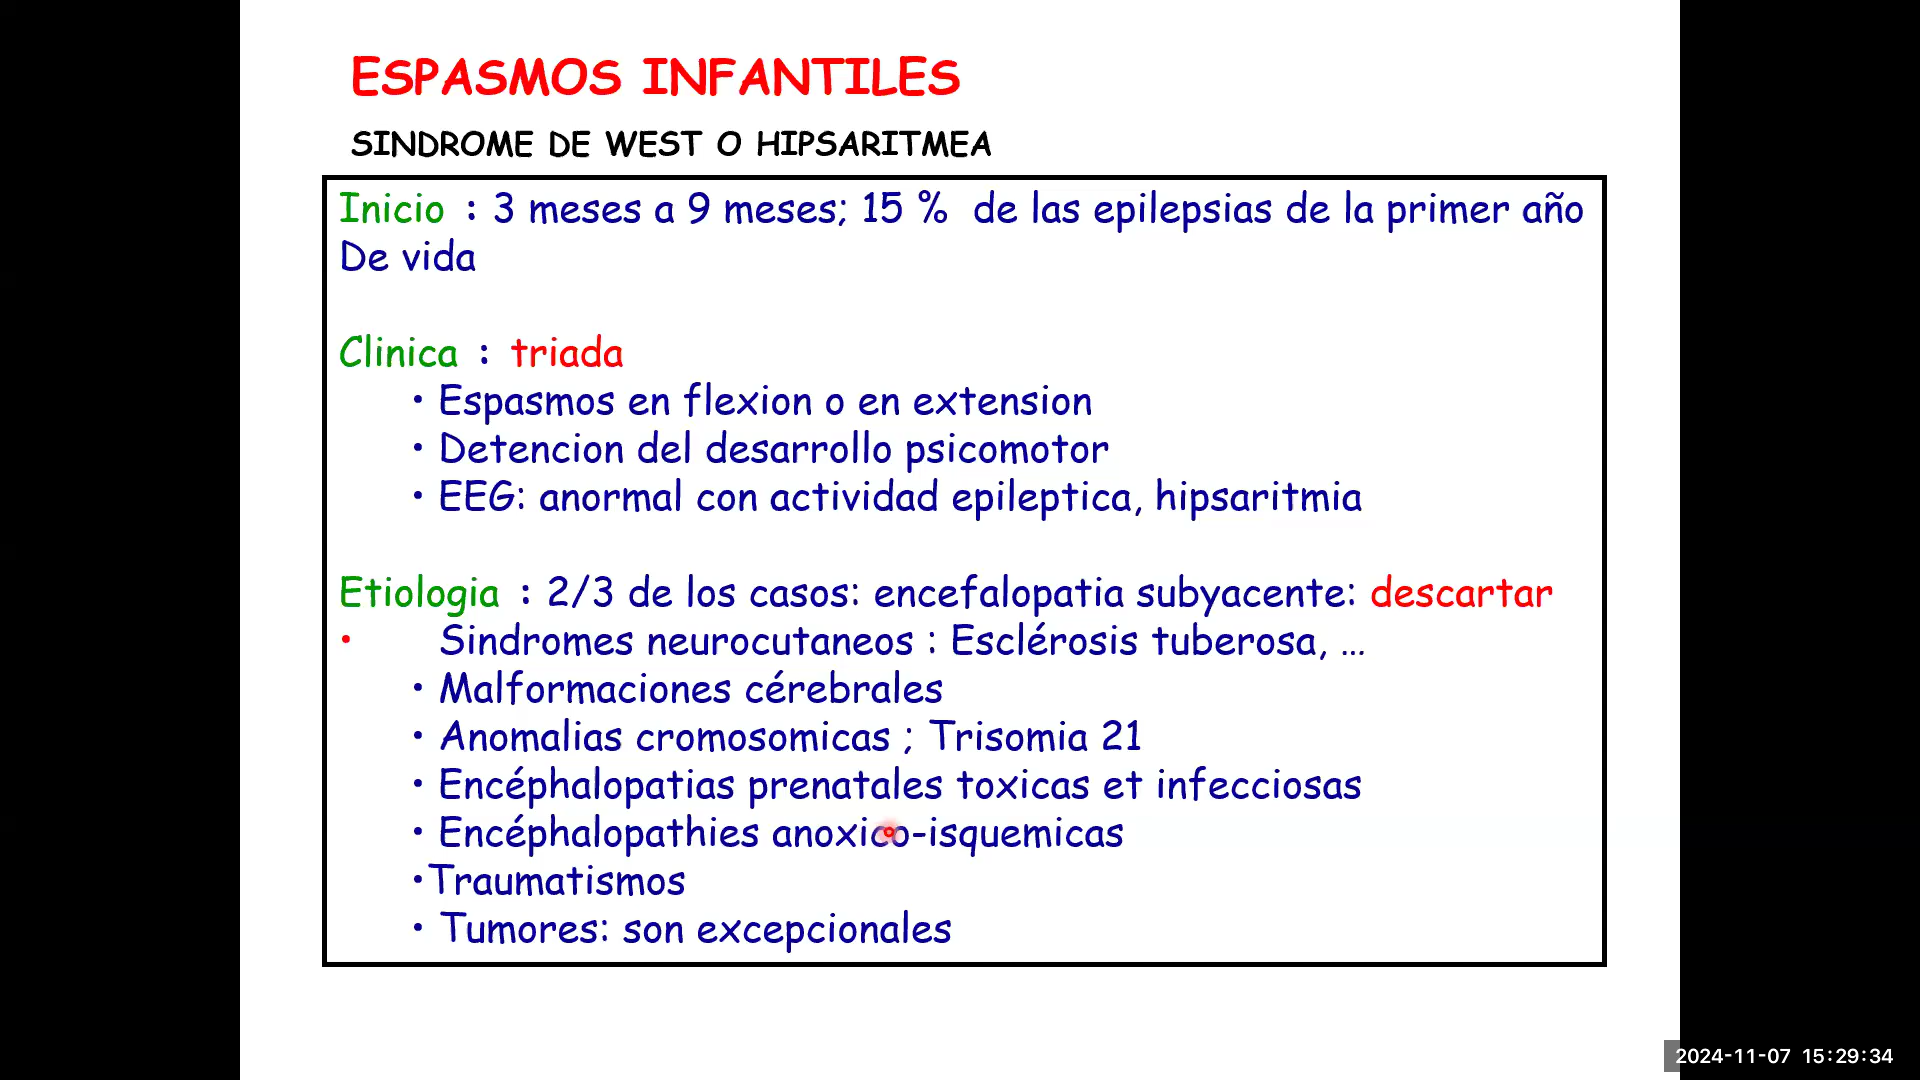 ESPASMOS INFANTILES
SINDROME DE WEST O HIPSARITMEA
Inicio : 3 meses a 9 meses; 15 % de las epilepsias de la primer año
De vida
Clinica : triada
• Espasmos en flexion o en extension
• Detencion del desarrollo psicomotor
• EEG: anormal con actividad epileptica, hipsaritmia
Etiologia : 2/3 de los casos: encefalopatia subyacente: descartar
• Sindromes neurocutaneos : Esclérosis tuberosa, ...
• Malformaciones cérebrales
• Anomalias cromosomicas ; Trisomia 21
• Encéphalopatias prenatales toxicas et infecciosas
• Encéphalopathies anoxico-isquemicas
•Traumatismos
• Tumores: son excepcionales
2024-11-07 15:29:34